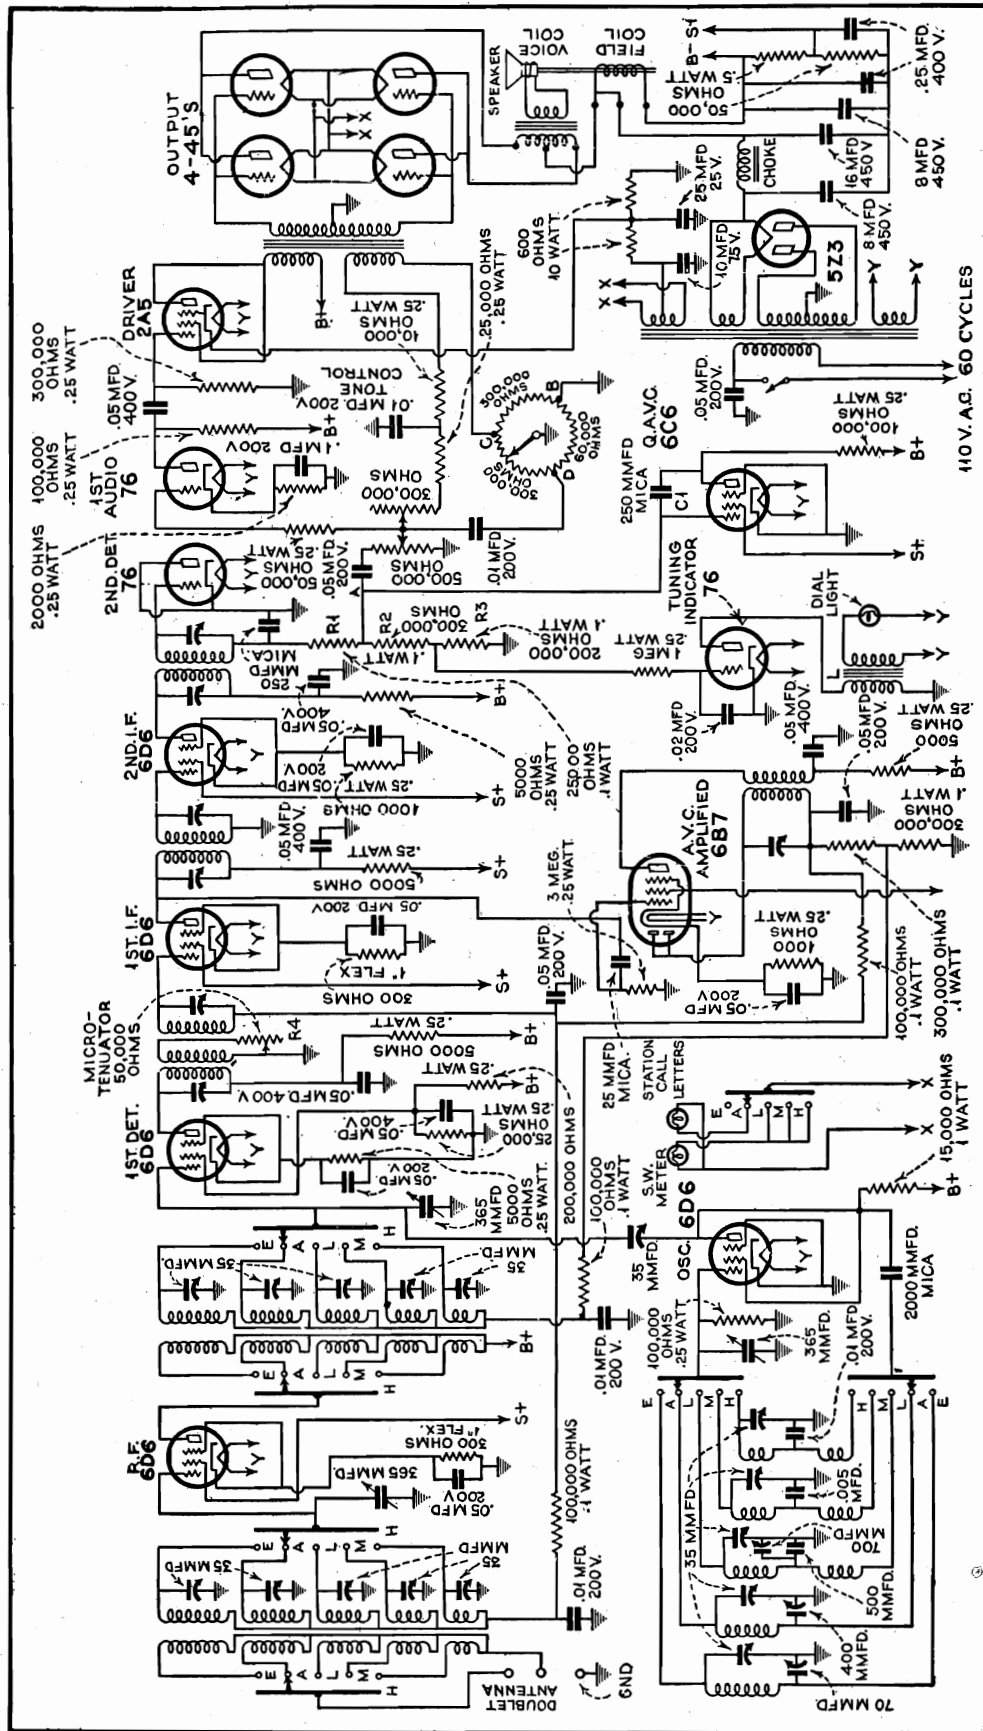 R.F.
6D6
1ST. DET.
6D6
MICRO-
TENUATOR
50,000
OHMS
1ST. I.F.
6D6
2ND. I.F.
6D6
2ND. DET.
76
1ST
AUDIO
76
DRIVER
2A5
OUTPUT
4-45'S
2000 OHMS
.25 WATT
100,000
OHMS
.25 WATT
300,000
OHMS
.25 WATT
.05 MFD.
400 V.
B+
.1 MFD
200 V
Y
Y
Y
Y
Y
Y
Y
X
X
E
A
L
M
H
35 MMFD
35
MMFD
35
E
A
L
M
H
DOUBLET
ANTENNA
GND
.01 MFD.
200 V.
100,000 OHMS
.1 WATT
365 MMFD.
.05 MFD
200 V
300 OHMS
1" FLEX.
S+
E
A
L
M
H
B+
35 MMFD.
35
MMFD
E
A
L
M
H
.01 MFD.
200 V.
100,000
OHMS
.1 WATT
365
MMFD
.05 MFD
200 V.
5000
OHMS
.25 WATT
.05 MFD.
400 V.
25,000
OHMS
.25 WATT
B+
200,000 OHMS
.25 WATT
.05 MFD. 400 V.
5000 OHMS
.25 WATT
B+
R4
300 OHMS
1" FLEX
.05 MFD
200 V.
S+
5000 OHMS
.25 WATT
S+
.05 MFD
400 V.
1000 OHMS
.25 WATT
.05 MFD
200 V.
S+
.05 MFD.
400 V.
5000
OHMS
.25 WATT
B+
250
MMFD
MICA
R1
25000
OHMS
.1 WATT
R2
300,000
OHMS
.1 WATT
R3
200,000
OHMS
.1 WATT
A
.05 MFD
200 V.
50,000
OHMS
.25 WATT
500,000
OHMS
.01 MFD
200 V.
300,000
OHMS
TONE
CONTROL
.01 MFD. 200 V
10,000
OHMS
.25 WATT
25,000 OHMS
.25 WATT
B+
300,000
OHMS
300,000
OHMS
60,000
OHMS
C
B
D
SPEAKER
VOICE
COIL
FIELD
COIL
600
OHMS
10 WATT
25 MFD
25 V.
10 MFD
75 V.
X
X
5Z3
CHOKE
B-
S+
5 WATT
OHMS
50,000
.25 MFD.
400 V.
8 MFD
450 V.
16 MFD
450 V.
8 MFD
450 V.
Y
Y
.05 MFD.
200 V.
110 V. A.C. 60 CYCLES
Q.A.V.C.
6C6
250 MMFD
MICA
C1
Y
100,000
OHMS
.25 WATT
B+
S+
TUNING
INDICATOR
76
1 MEG
.25 WATT
.02 MFD
200 V.
DIAL
LIGHT
L
Y
Y
A.V.C.
AMPLIFIED
6B7
3 MEG.
.25 WATT.
.05 MFD.
200 V.
25 MMFD
MICA.
Y
.05 MFD
200 V
1000
OHMS
.25 WATT
.05 MFD.
400 V.
.05 MFD
200 V.
5000
OHMS
.25 WATT
B+
300,000
OHMS
.1 WATT
100,000 OHMS
.1 WATT
300,000 OHMS
.1 WATT
STATION
CALL
LETTERS
S.W.
METER
E
A
L
M
H
X
X
OSC. 6D6
35
MMFD.
Y
15,000 OHMS
1 WATT
B+
2000 MMFD.
MICA
100,000
OHMS
.25 WATT
365
MMFD.
.01 MFD
200 V.
E
A
L
M
H
H
M
L
A
E
35 MMFD.
.005
MFD.
700
MMFD
500
MMFD.
400
MMFD.
70 MMFD